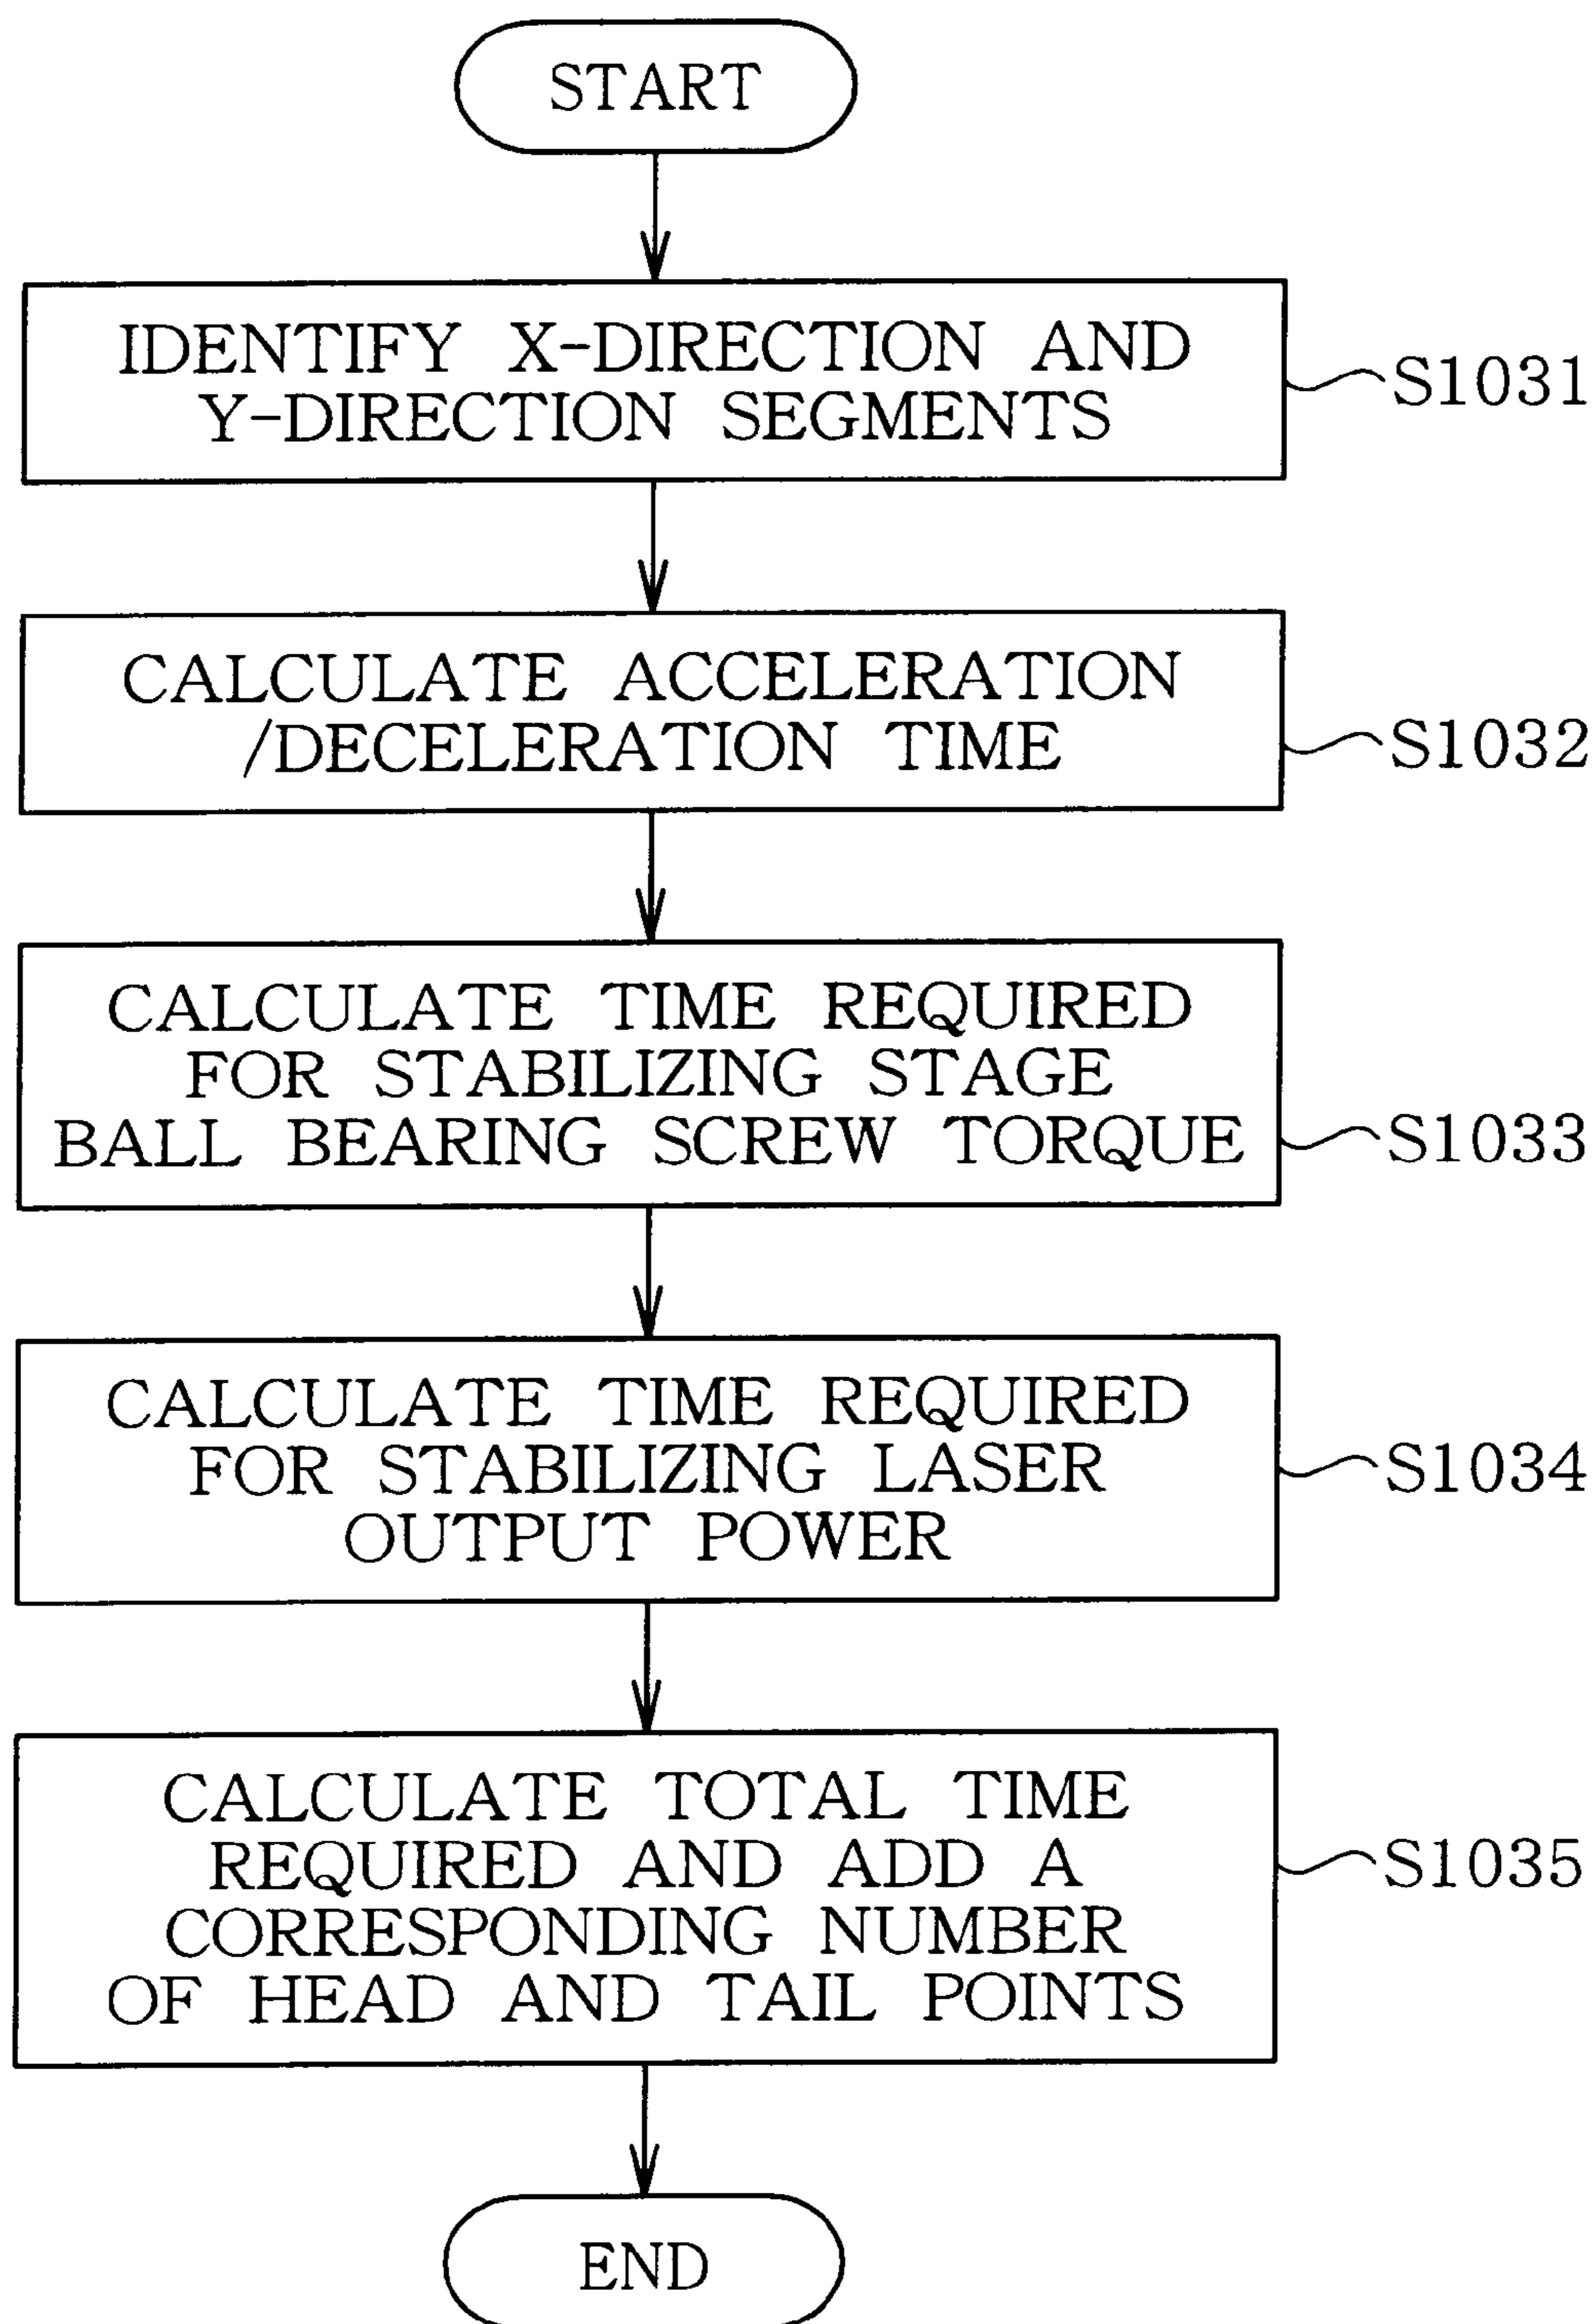 START
IDENTIFY X-DIRECTION AND
Y-DIRECTION SEGMENTS
S1031
CALCULATE ACCELERATION
/DECELERATION TIME
S1032
CALCULATE TIME REQUIRED
FOR STABILIZING STAGE
BALL BEARING SCREW TORQUE
S1033
CALCULATE TIME REQUIRED
FOR STABILIZING LASER
OUTPUT POWER
S1034
CALCULATE TOTAL TIME
REQUIRED AND ADD A
CORRESPONDING NUMBER
OF HEAD AND TAIL POINTS
S1035
END